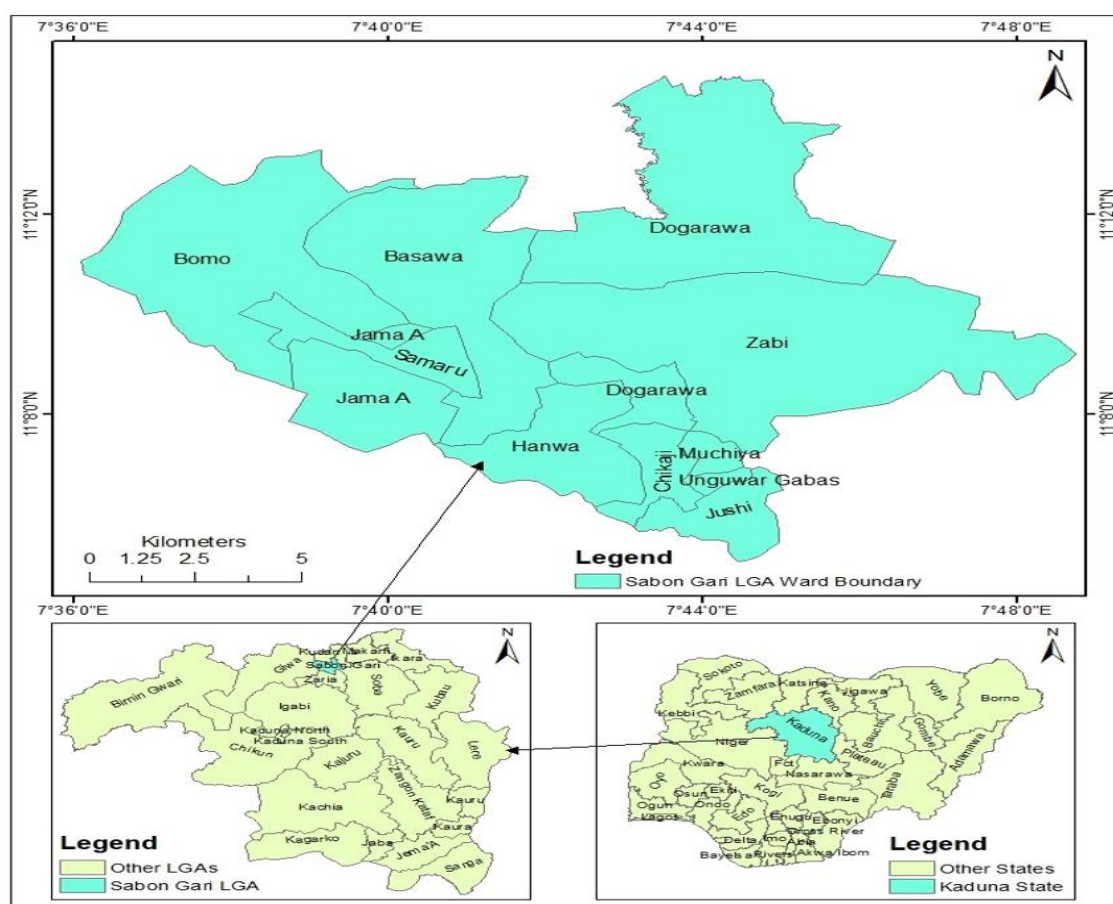 7°36'0"E 7°40'0"E 7°44'0"E 7°48'0"E
N
11°12'0"N
11°12'0"N
Dogarawa
Bomo
Basawa
Zabi
Jama A
Samaru
Dogarawa
Jama A
11°8'0"N
11°8'0"N
Hanwa
Muchiya
Chikaji
Unguwar Gabas
Jushi
Kilometers
0 1.25 2.5 5
Legend
Sabon Gari LGA Ward Boundary
7°36'0"E 7°40'0"E 7°44'0"E 7°48'0"E
N
Makarfi
Giwa
Ikara
Sabon Gari
Zaria
Soba
Birnin Gwari
Kubau
Igabi
Kaduna North
Kaduna South
Kauru
Lere
Chikun
Kajuru
Zangon Kataf
Kachia
Kauru
Kaura
Kagarko
Jaba
Jema'A
Sanga
Legend
Other LGAs
Sabon Gari LGA
N
Sokoto
Zamfara
Katsina
Kano
Jigawa
Yobe
Borno
Kebbi
Kaduna
Bauchi
Gombe
Adamawa
Niger
Plateau
Kwara
Fct
Nasarawa
Taraba
Oyo
Osun
Ekiti
Kogi
Benue
Ogun
Ondo
Edo
Lagos
Enugu
Ebonyi
Cross River
Delta
Imo
Abia
Bayelsa
Rivers
Akwa Ibom
Legend
Other States
Kaduna State